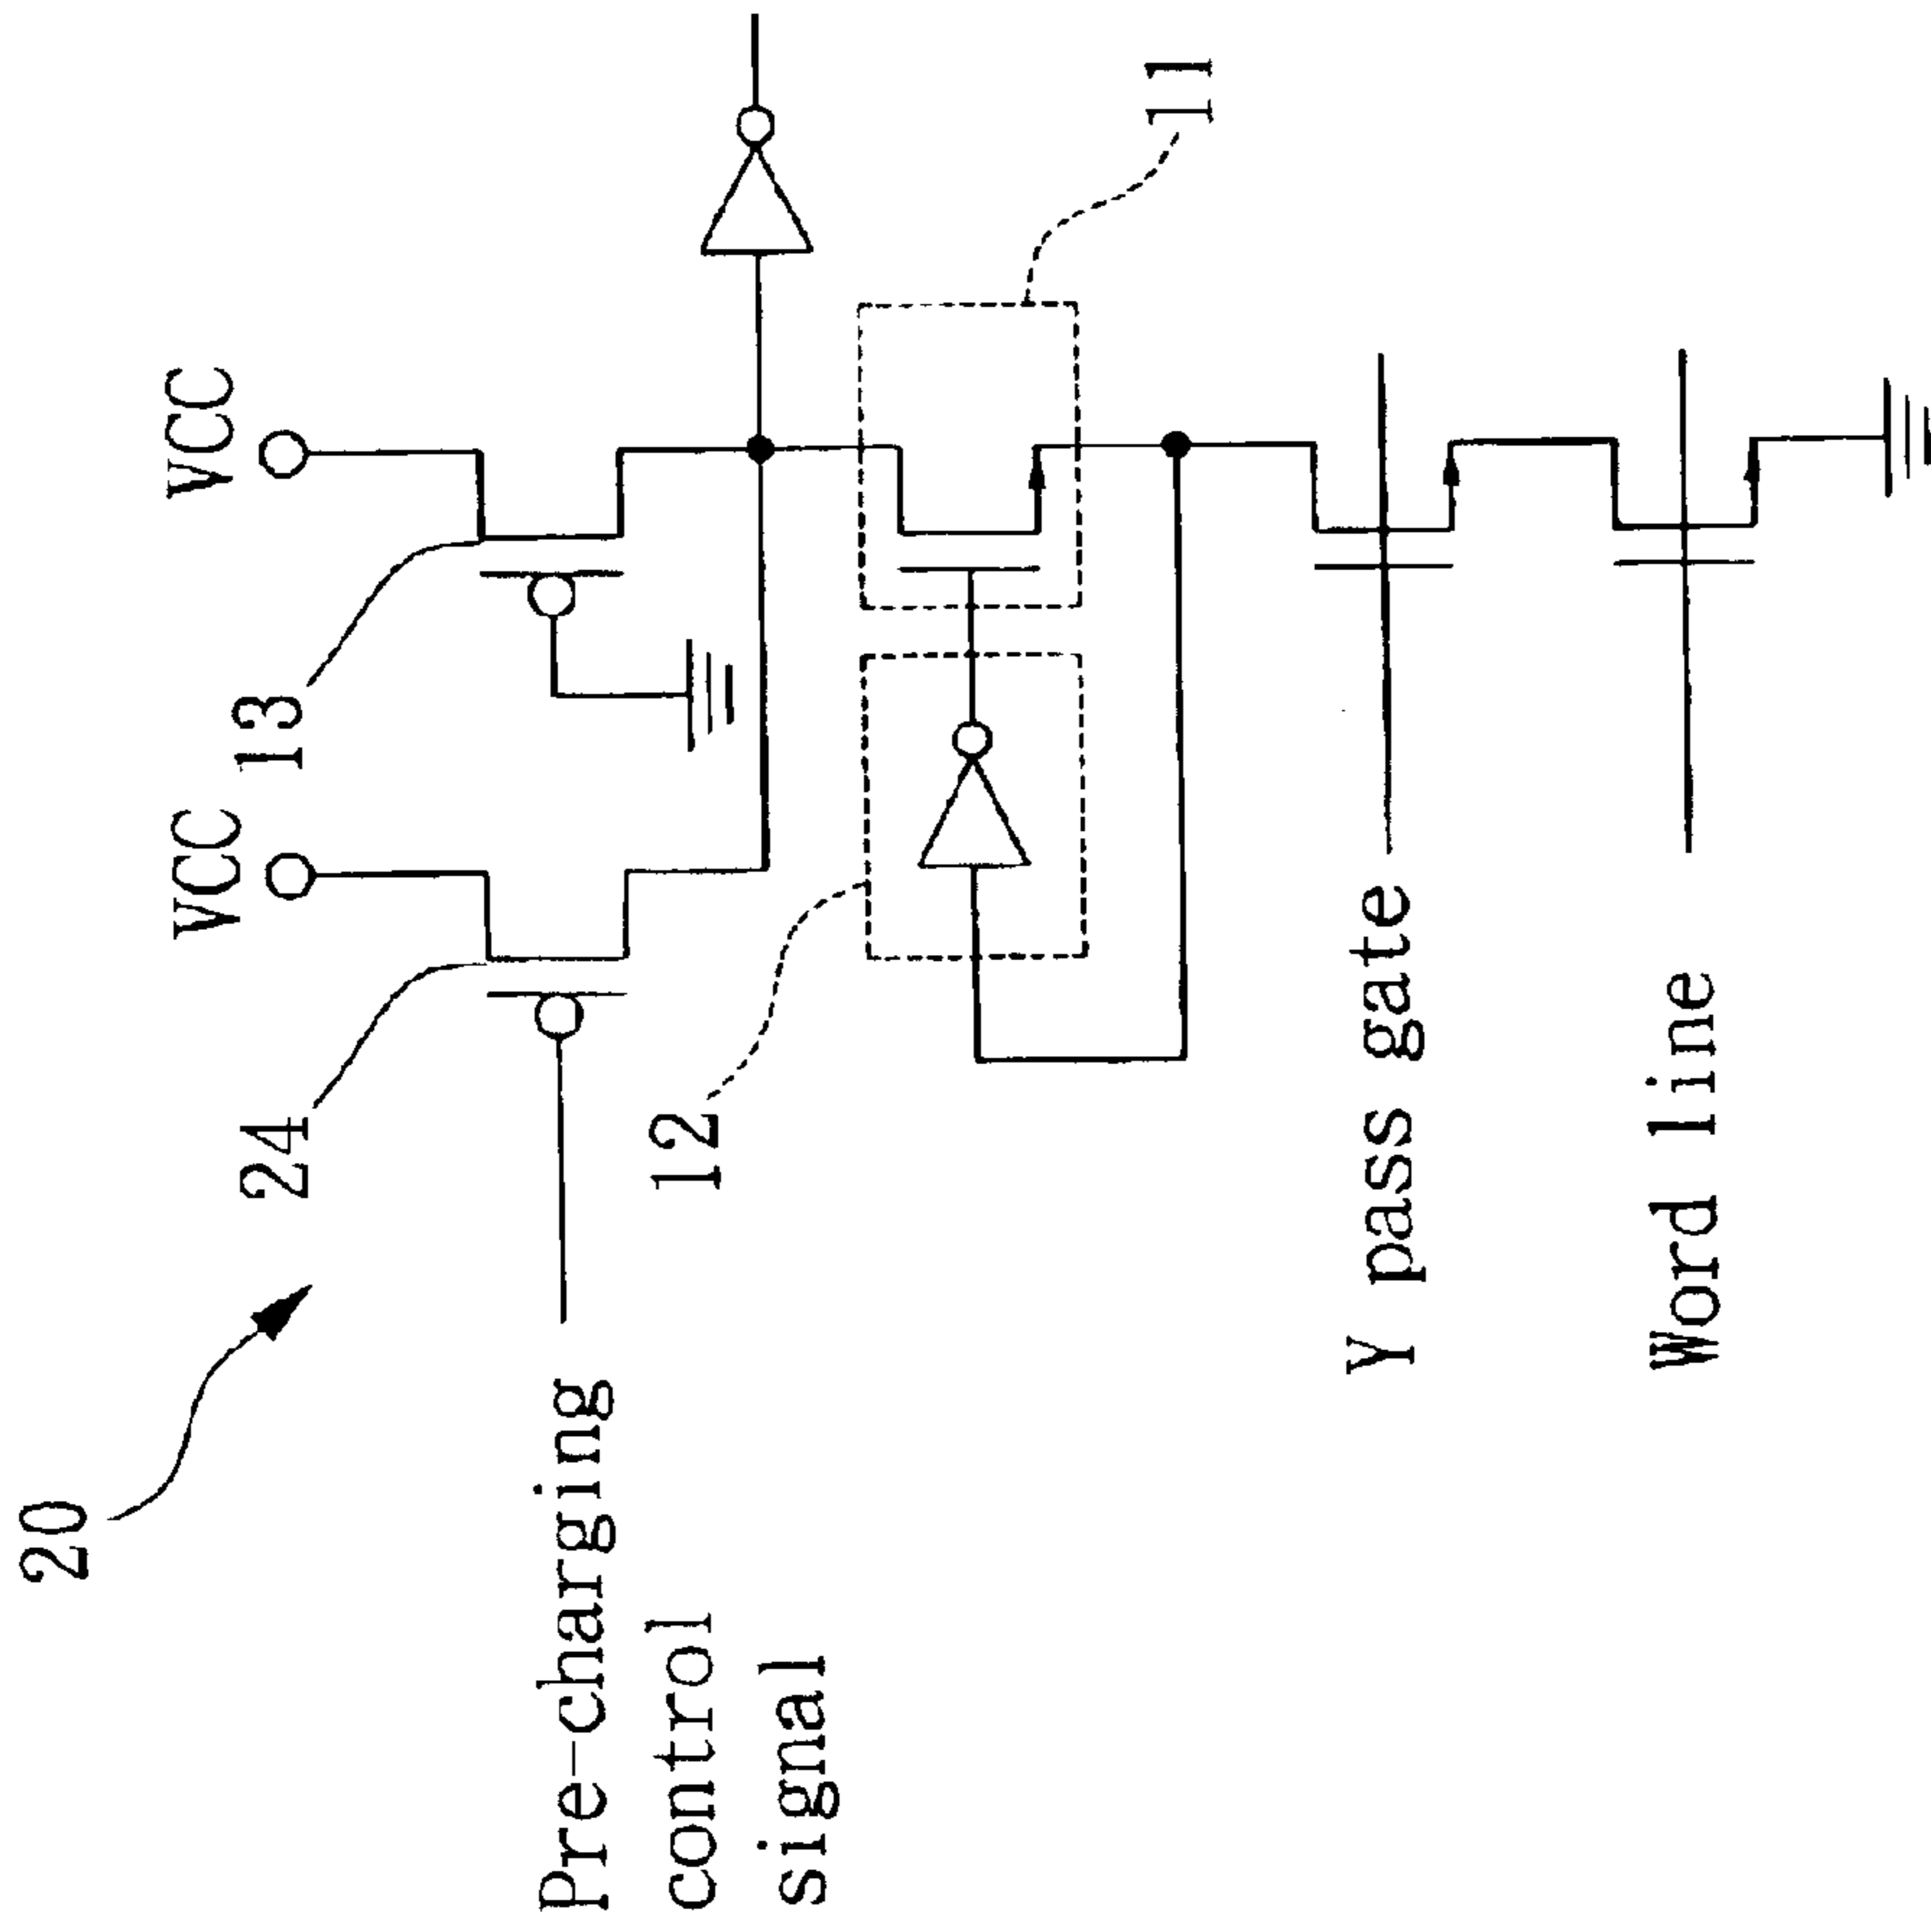 20
24
VCC
13
VCC
Pre-charging
control
signal
12
11
Y pass gate
Word line